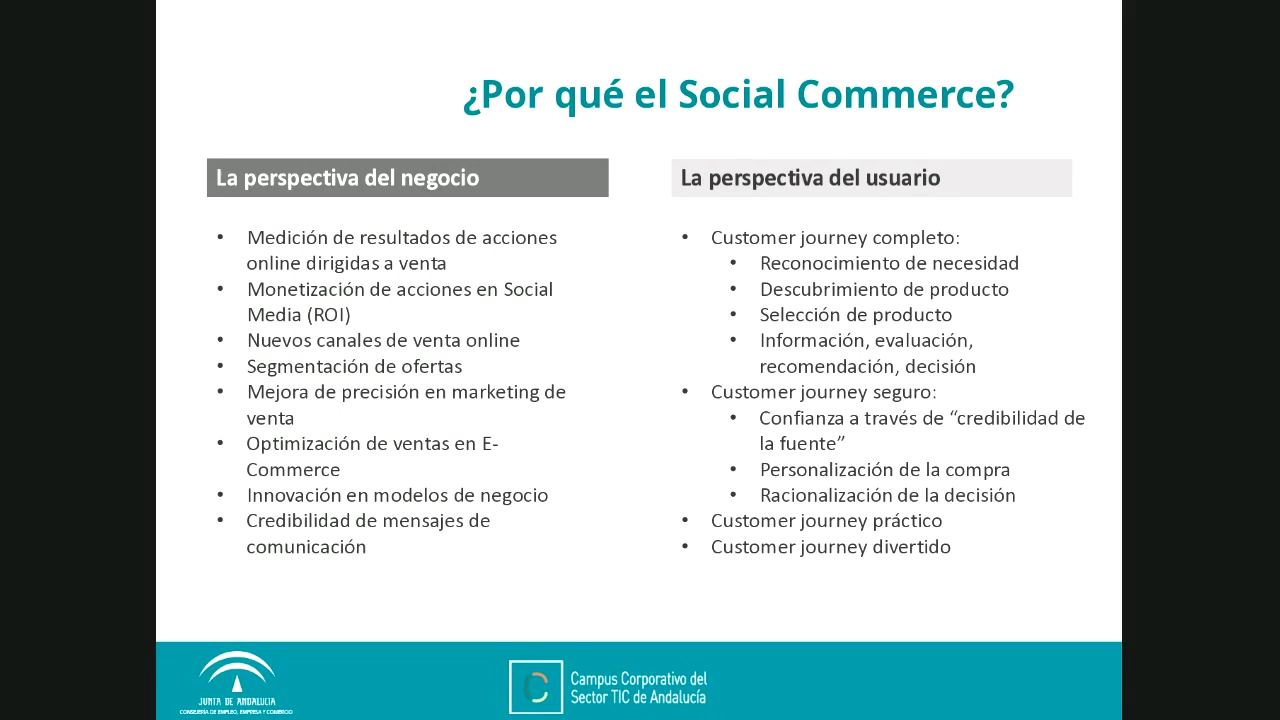 ¿Por qué el Social Commerce?
La perspectiva del negocio
• Medición de resultados de acciones
online dirigidas a venta
• Monetización de acciones en Social
Media (ROI)
• Nuevos canales de venta online
• Segmentación de ofertas
• Mejora de precisión en marketing de
venta
• Optimización de ventas en E-
Commerce
• Innovación en modelos de negocio
• Credibilidad de mensajes de
comunicación
La perspectiva del usuario
• Customer journey completo:
• Reconocimiento de necesidad
• Descubrimiento de producto
• Selección de producto
• Información, evaluación,
recomendación, decisión
• Customer journey seguro:
• Confianza a través de “credibilidad de
la fuente”
• Personalización de la compra
• Racionalización de la decisión
• Customer journey práctico
• Customer journey divertido
JUNTA DE ANDALUCIA
CONSEJERÍA DE EMPLEO, EMPRESA Y COMERCIO
Campus Corporativo del
Sector TIC de Andalucía